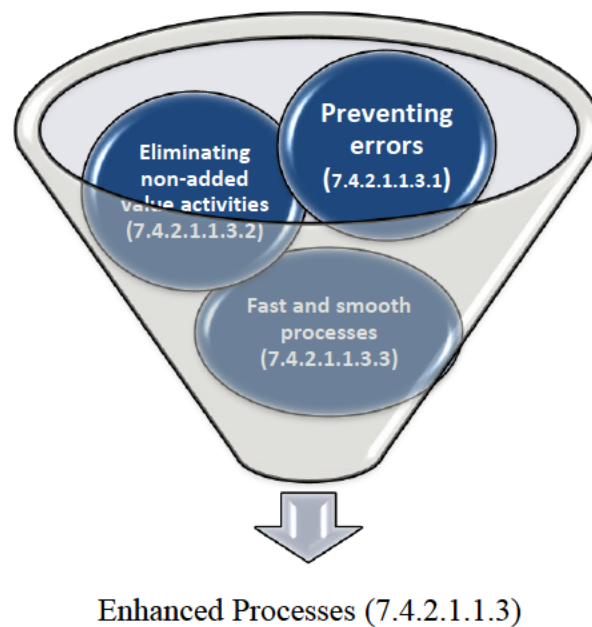 Preventing
errors
(7.4.2.1.1.3.1)
Eliminating
non-added
value activities
(7.4.2.1.1.3.2)
Fast and smooth
processes
(7.4.2.1.1.3.3)
Enhanced Processes (7.4.2.1.1.3)